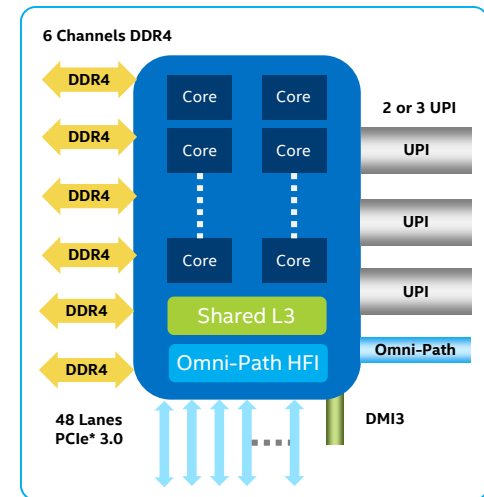 6 Channels DDR4
DDR4
DDR4
DDR4
DDR4
DDR4
DDR4
Core
Core
Core
Core
Core
Core
Shared L3
Omni-Path HFI
2 or 3 UPI
UPI
UPI
UPI
Omni-Path
48 Lanes
PCIe* 3.0
DMI3